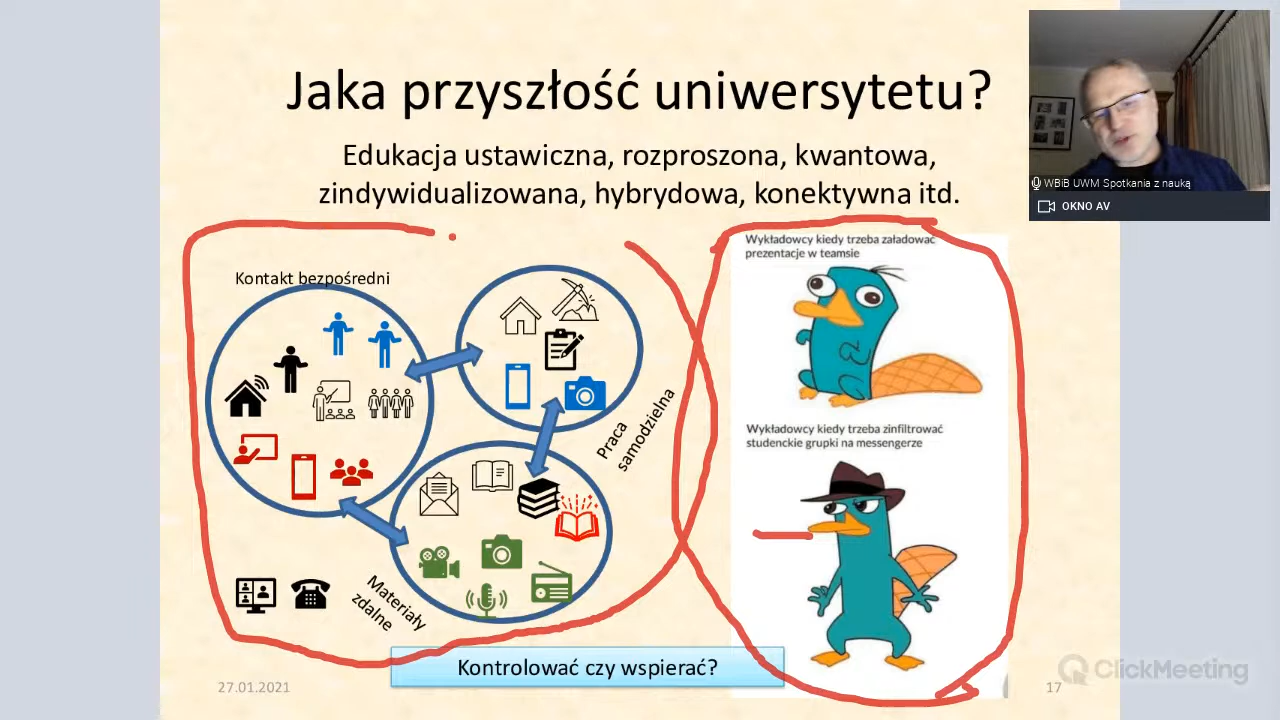 Jaka przyszłość uniwersytetu?
Edukacja ustawiczna, rozproszona, kwantowa,
zindywidualizowana, hybrydowa, konektywna itd.
WBiB UWM Spotkania z nauką
OKNO AV
Kontakt bezpośredni
Praca
samodzielna
Materiały
zdalne
Wykładowcy kiedy trzeba załadować
prezentacje w teamsie
Wykładowcy kiedy trzeba zinfiltrować
studenckie grupki na messengerze
Kontrolować czy wspierać?
27.01.2021
17
ClickMeeting